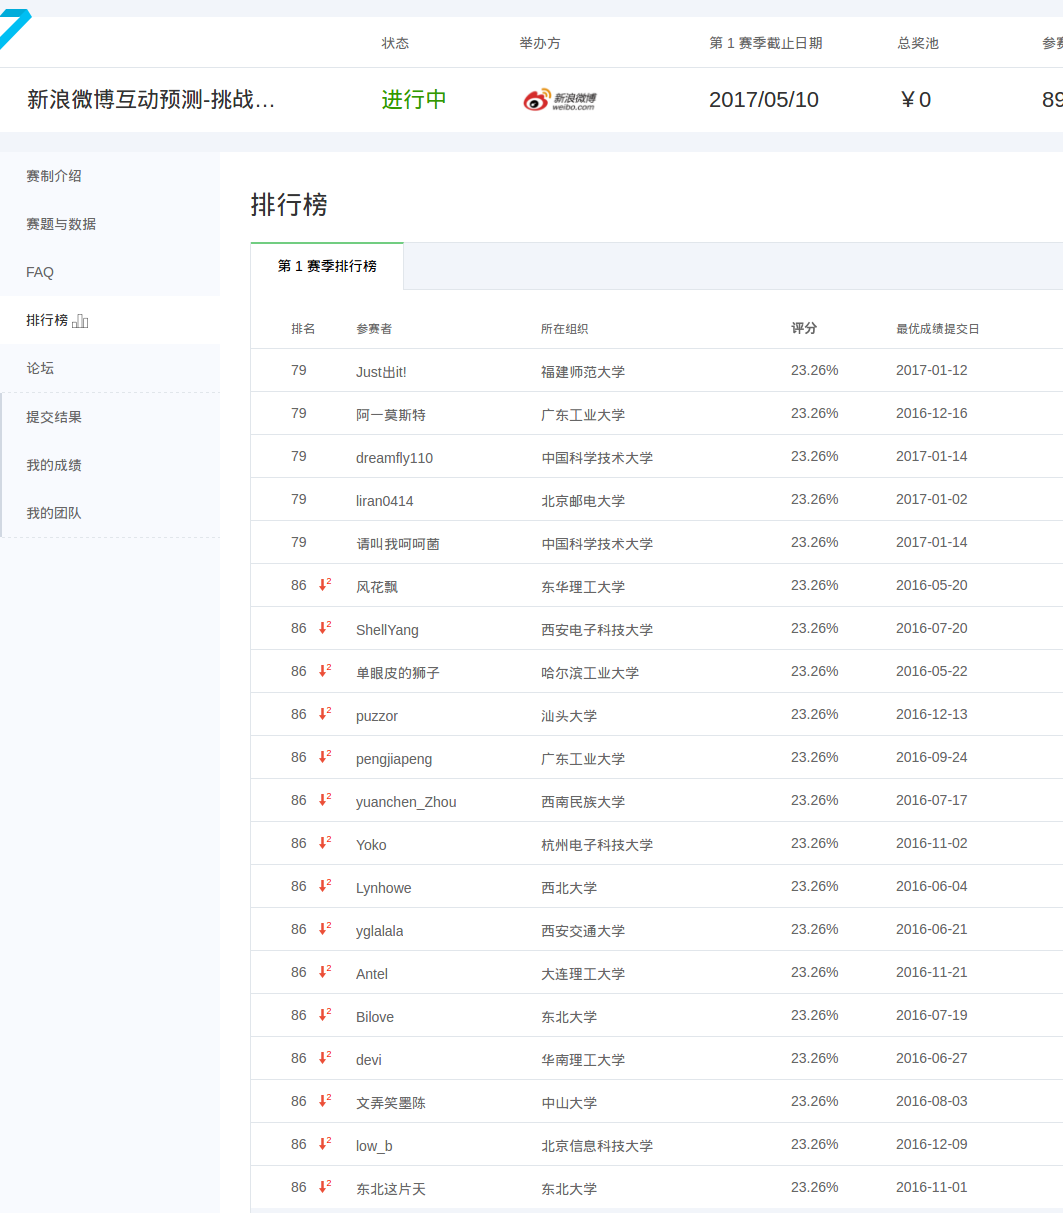 状态 举办方 第 1 赛季截止日期 总奖池 参赛
新浪微博互动预测-挑战… 进行中 新浪微博 weibo.com 2017/05/10 ￥0 89
赛制介绍
赛题与数据
FAQ
排行榜
论坛
提交结果
我的成绩
我的团队
排行榜
第 1 赛季排行榜
排名 参赛者 所在组织 评分 最优成绩提交日
79 Just出it! 福建师范大学 23.26% 2017-01-12
79 阿一莫斯特 广东工业大学 23.26% 2016-12-16
79 dreamfly110 中国科学技术大学 23.26% 2017-01-14
79 liran0414 北京邮电大学 23.26% 2017-01-02
79 请叫我呵呵菌 中国科学技术大学 23.26% 2017-01-14
86 2 风花飘 东华理工大学 23.26% 2016-05-20
86 2 ShellYang 西安电子科技大学 23.26% 2016-07-20
86 2 单眼皮的狮子 哈尔滨工业大学 23.26% 2016-05-22
86 2 puzzor 汕头大学 23.26% 2016-12-13
86 2 pengjiapeng 广东工业大学 23.26% 2016-09-24
86 2 yuanchen_Zhou 西南民族大学 23.26% 2016-07-17
86 2 Yoko 杭州电子科技大学 23.26% 2016-11-02
86 2 Lynhowe 西北大学 23.26% 2016-06-04
86 2 yglalala 西安交通大学 23.26% 2016-06-21
86 2 Antel 大连理工大学 23.26% 2016-11-21
86 2 Bilove 东北大学 23.26% 2016-07-19
86 2 devi 华南理工大学 23.26% 2016-06-27
86 2 文弄笑墨陈 中山大学 23.26% 2016-08-03
86 2 low_b 北京信息科技大学 23.26% 2016-12-09
86 2 东北这片天 东北大学 23.26% 2016-11-01